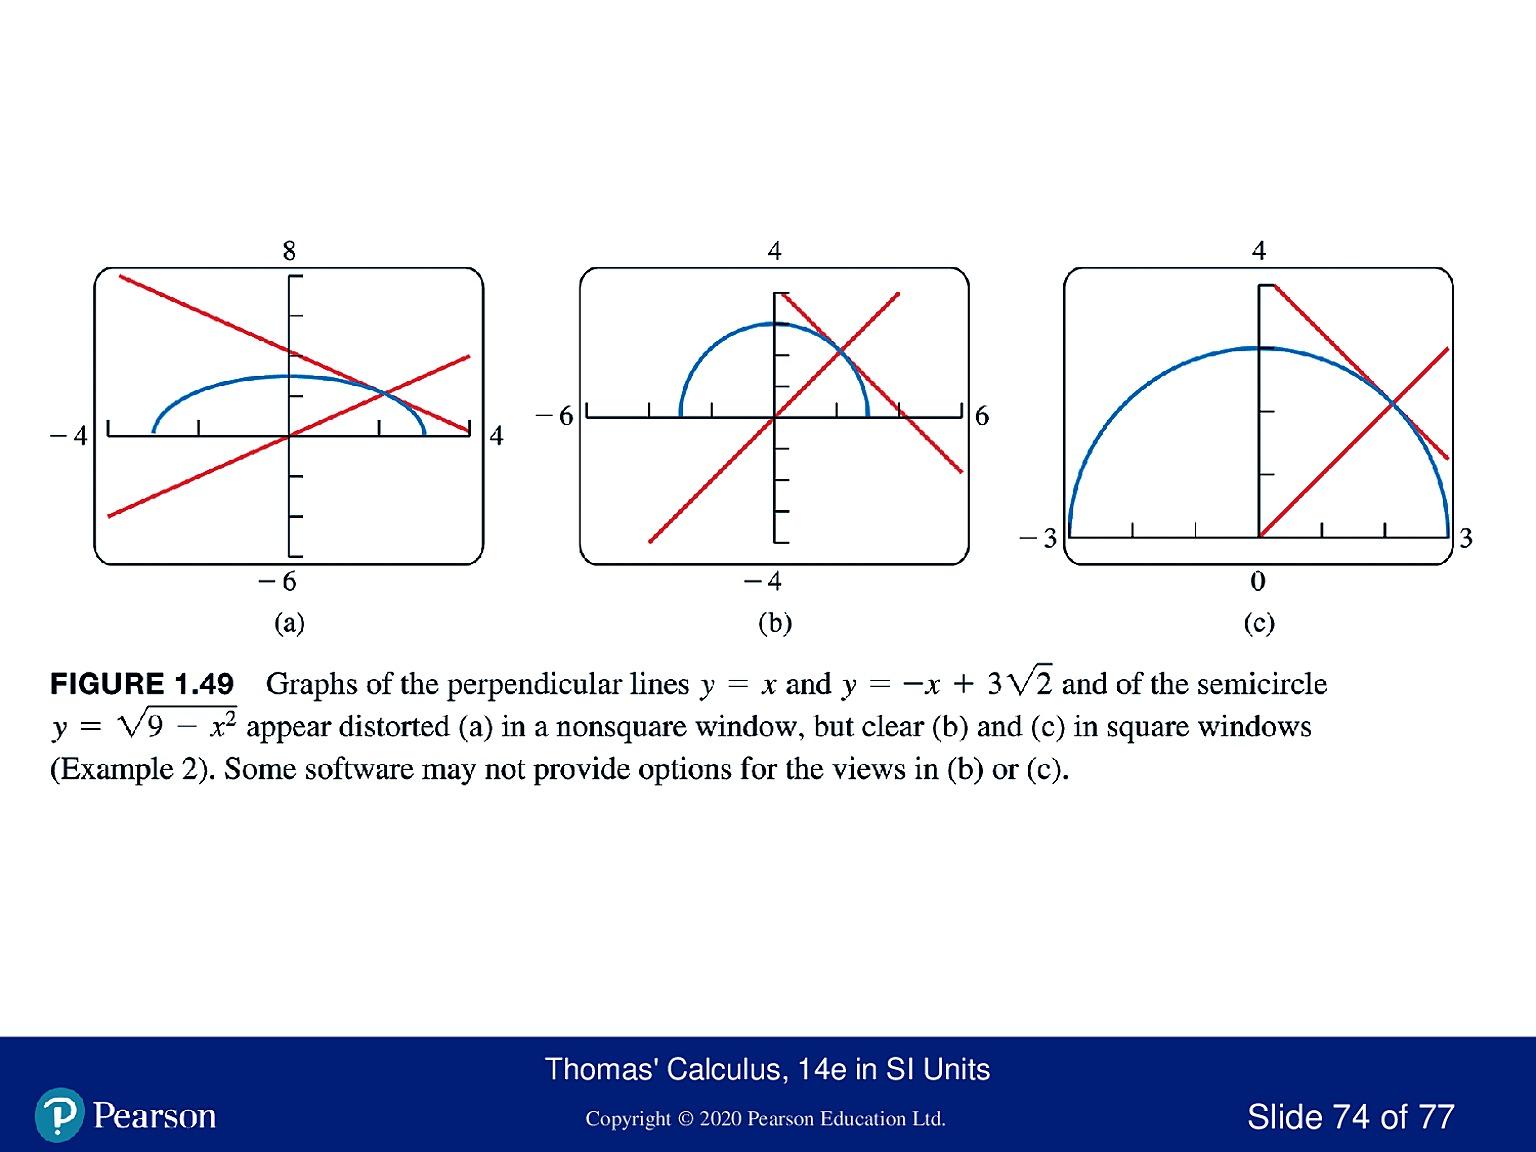 8
4
4
−4
4
−6
6
−3
3
−6
−4
0
(a)
(b)
(c)
FIGURE 1.49 Graphs of the perpendicular lines y = x and y = −x + 3√2 and of the semicircle
y = √(9 − x²) appear distorted (a) in a nonsquare window, but clear (b) and (c) in square windows
(Example 2). Some software may not provide options for the views in (b) or (c).
Thomas' Calculus, 14e in SI Units
Pearson
Copyright © 2020 Pearson Education Ltd.
Slide 74 of 77